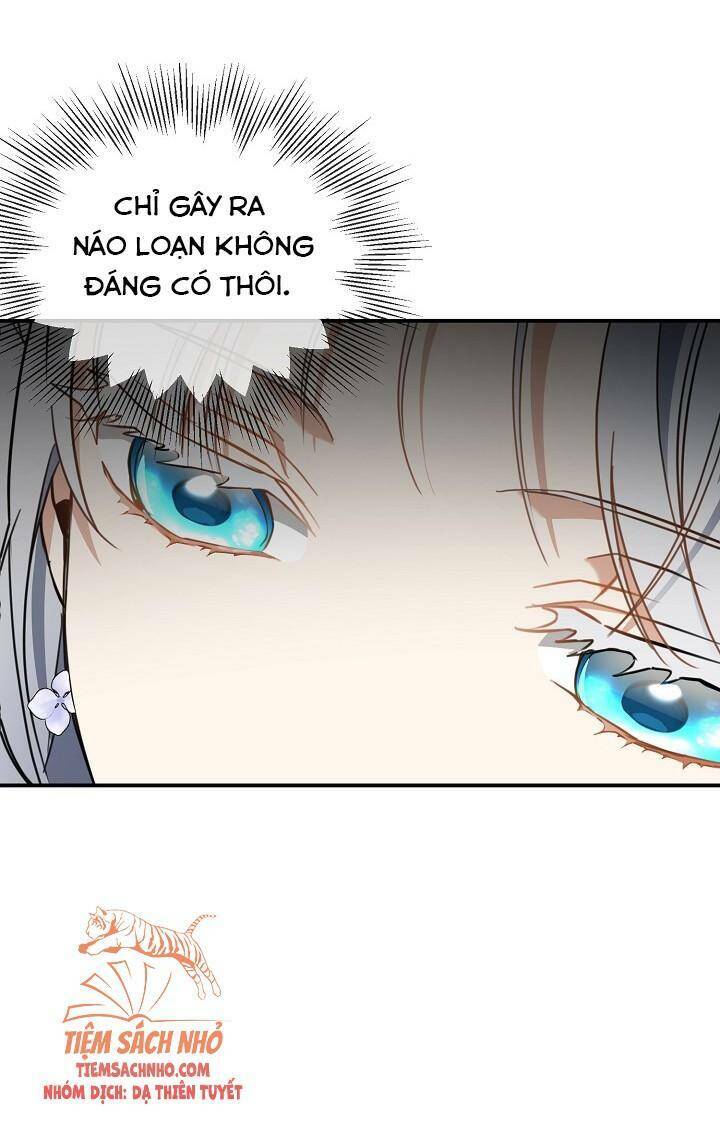 CHỈ GÂY RA
NÁO LOẠN KHÔNG
ĐÁNG CÓ THÔI.
TIỆM SÁCH NHỎ
TIEMSACHNHO.COM
NHÓM DỊCH: DẠ THIÊN TUYẾT